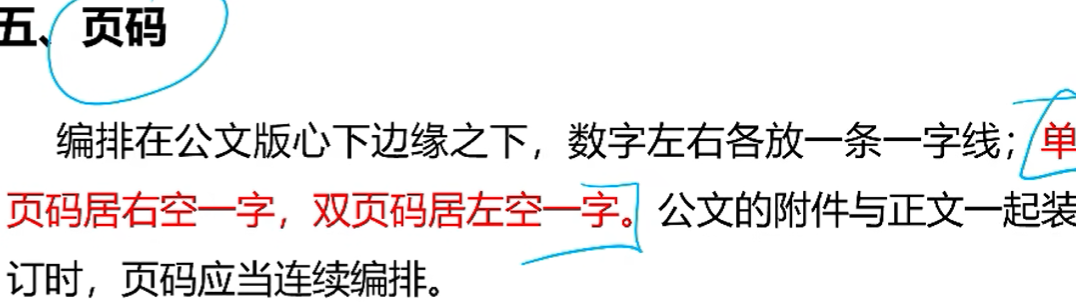 五、页码
编排在公文版心下边缘之下，数字左右各放一条一字线；单
页码居右空一字，双页码居左空一字。公文的附件与正文一起装
订时，页码应当连续编排。